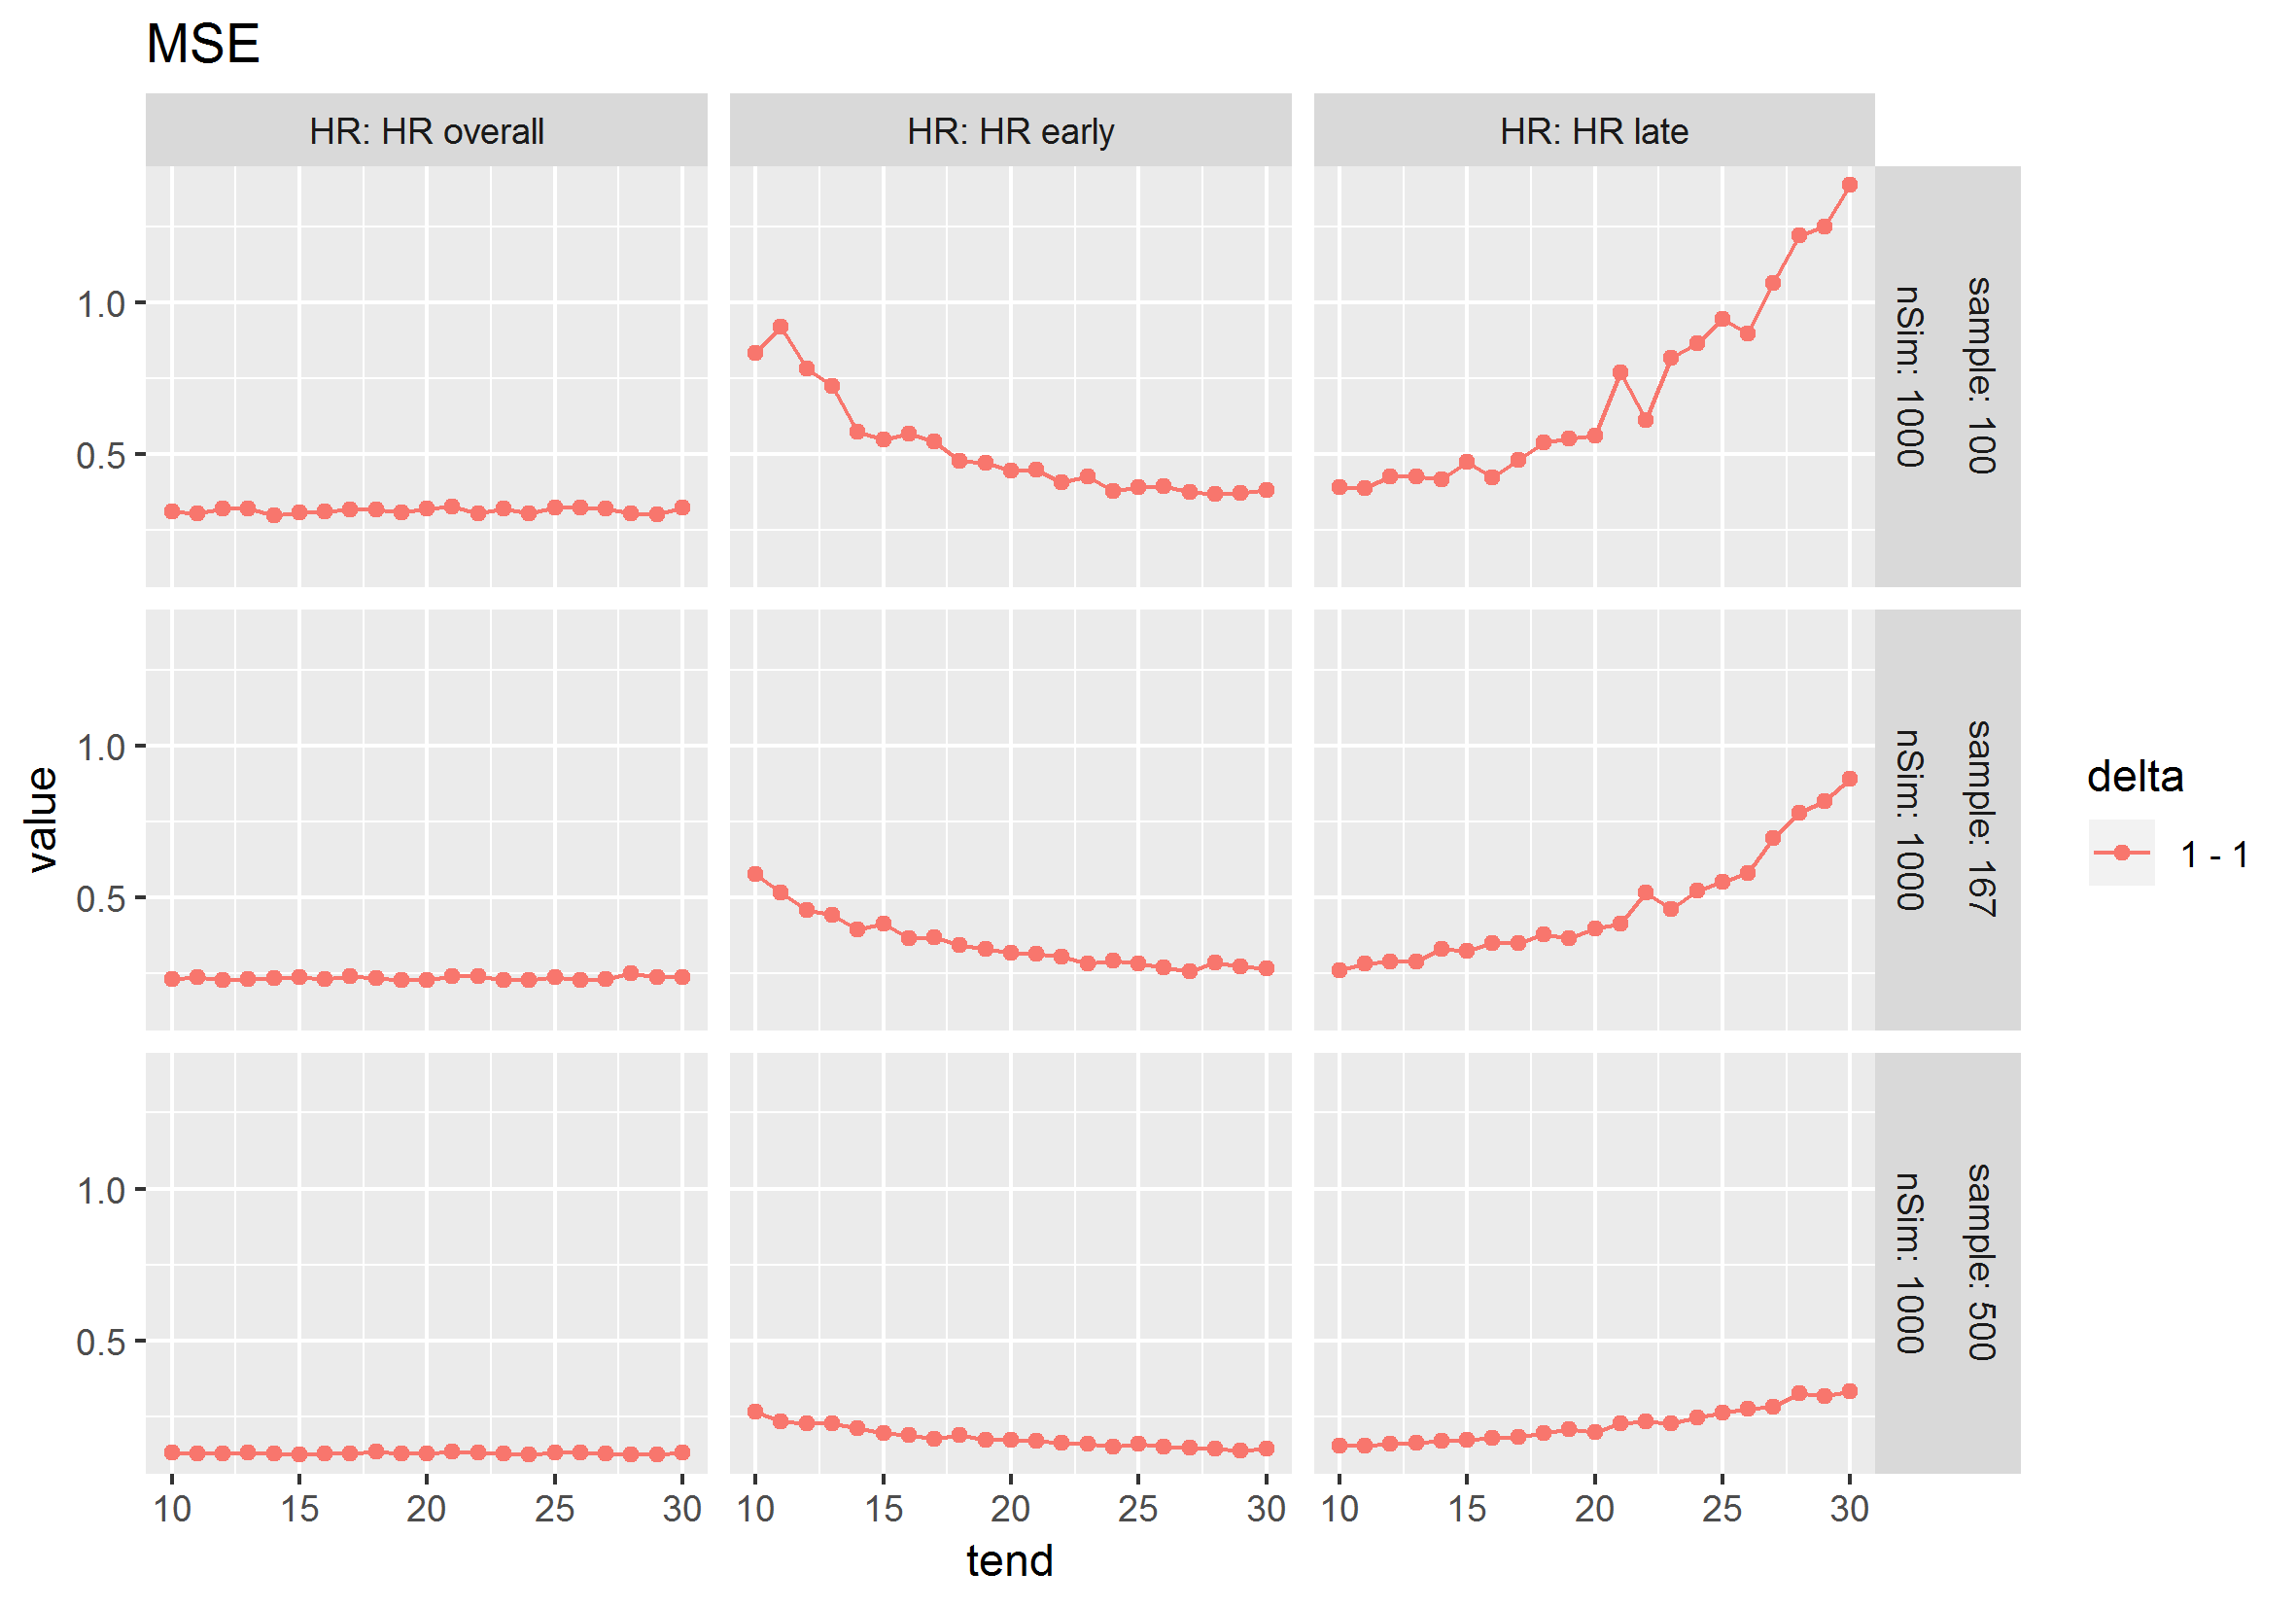 MSE
HR: HR overall
HR: HR early
HR: HR late
1.0
0.5
sample: 100
nSim: 1000
1.0
0.5
sample: 167
nSim: 1000
1.0
0.5
sample: 500
nSim: 1000
10 15 20 25 30
10 15 20 25 30
10 15 20 25 30
tend
value
delta
1 - 1